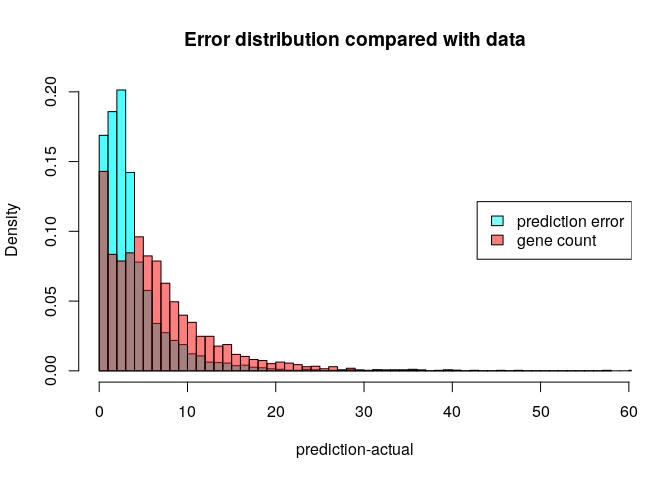 Error distribution compared with data
Density
0.20
0.15
0.10
0.05
0.00
prediction error
gene count
0 10 20 30 40 50 60
prediction-actual